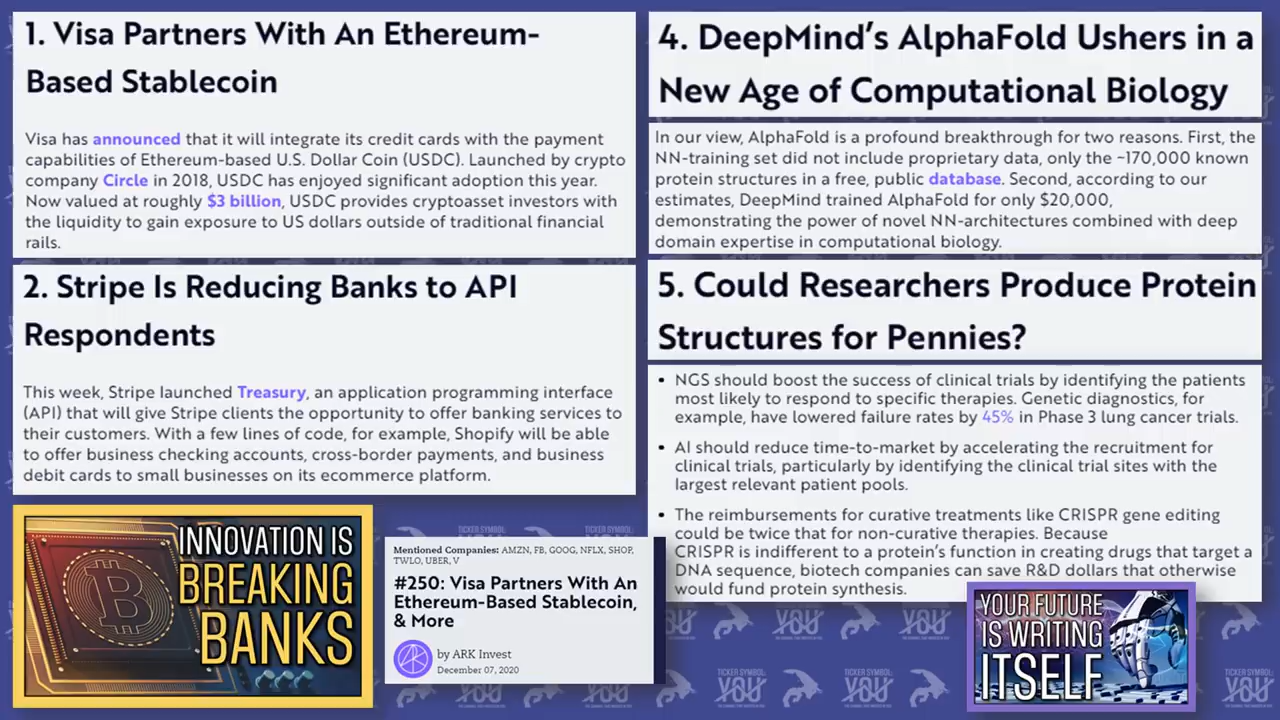 1. Visa Partners With An Ethereum-
Based Stablecoin
Visa has announced that it will integrate its credit cards with the payment
capabilities of Ethereum-based U.S. Dollar Coin (USDC). Launched by crypto
company Circle in 2018, USDC has enjoyed significant adoption this year.
Now valued at roughly $3 billion, USDC provides cryptoasset investors with
the liquidity to gain exposure to US dollars outside of traditional financial
rails.
2. Stripe Is Reducing Banks to API
Respondents
This week, Stripe launched Treasury, an application programming interface
(API) that will give Stripe clients the opportunity to offer banking services to
their customers. With a few lines of code, for example, Shopify will be able
to offer business checking accounts, cross-border payments, and business
debit cards to small businesses on its ecommerce platform.
INNOVATION IS
BREAKING
BANKS
Mentioned Companies: AMZN, FB, GOOG, NFLX, SHOP,
TWLO, UBER, V
#250: Visa Partners With An
Ethereum-Based Stablecoin,
& More
by ARK Invest
December 07, 2020
4. DeepMind's AlphaFold Ushers in a
New Age of Computational Biology
In our view, AlphaFold is a profound breakthrough for two reasons. First, the
NN-training set did not include proprietary data, only the ~170,000 known
protein structures in a free, public database. Second, according to our
estimates, DeepMind trained AlphaFold for only $20,000,
demonstrating the power of novel NN-architectures combined with deep
domain expertise in computational biology.
5. Could Researchers Produce Protein
Structures for Pennies?
• NGS should boost the success of clinical trials by identifying the patients
most likely to respond to specific therapies. Genetic diagnostics, for
example, have lowered failure rates by 45% in Phase 3 lung cancer trials.
• AI should reduce time-to-market by accelerating the recruitment for
clinical trials, particularly by identifying the clinical trial sites with the
largest relevant patient pools.
• The reimbursements for curative treatments like CRISPR gene editing
could be twice that for non-curative therapies. Because
CRISPR is indifferent to a protein's function in creating drugs that target a
DNA sequence, biotech companies can save R&D dollars that otherwise
would fund protein synthesis.
YOUR FUTURE
IS WRITING
ITSELF
TICKER SYMBOL:
YOU